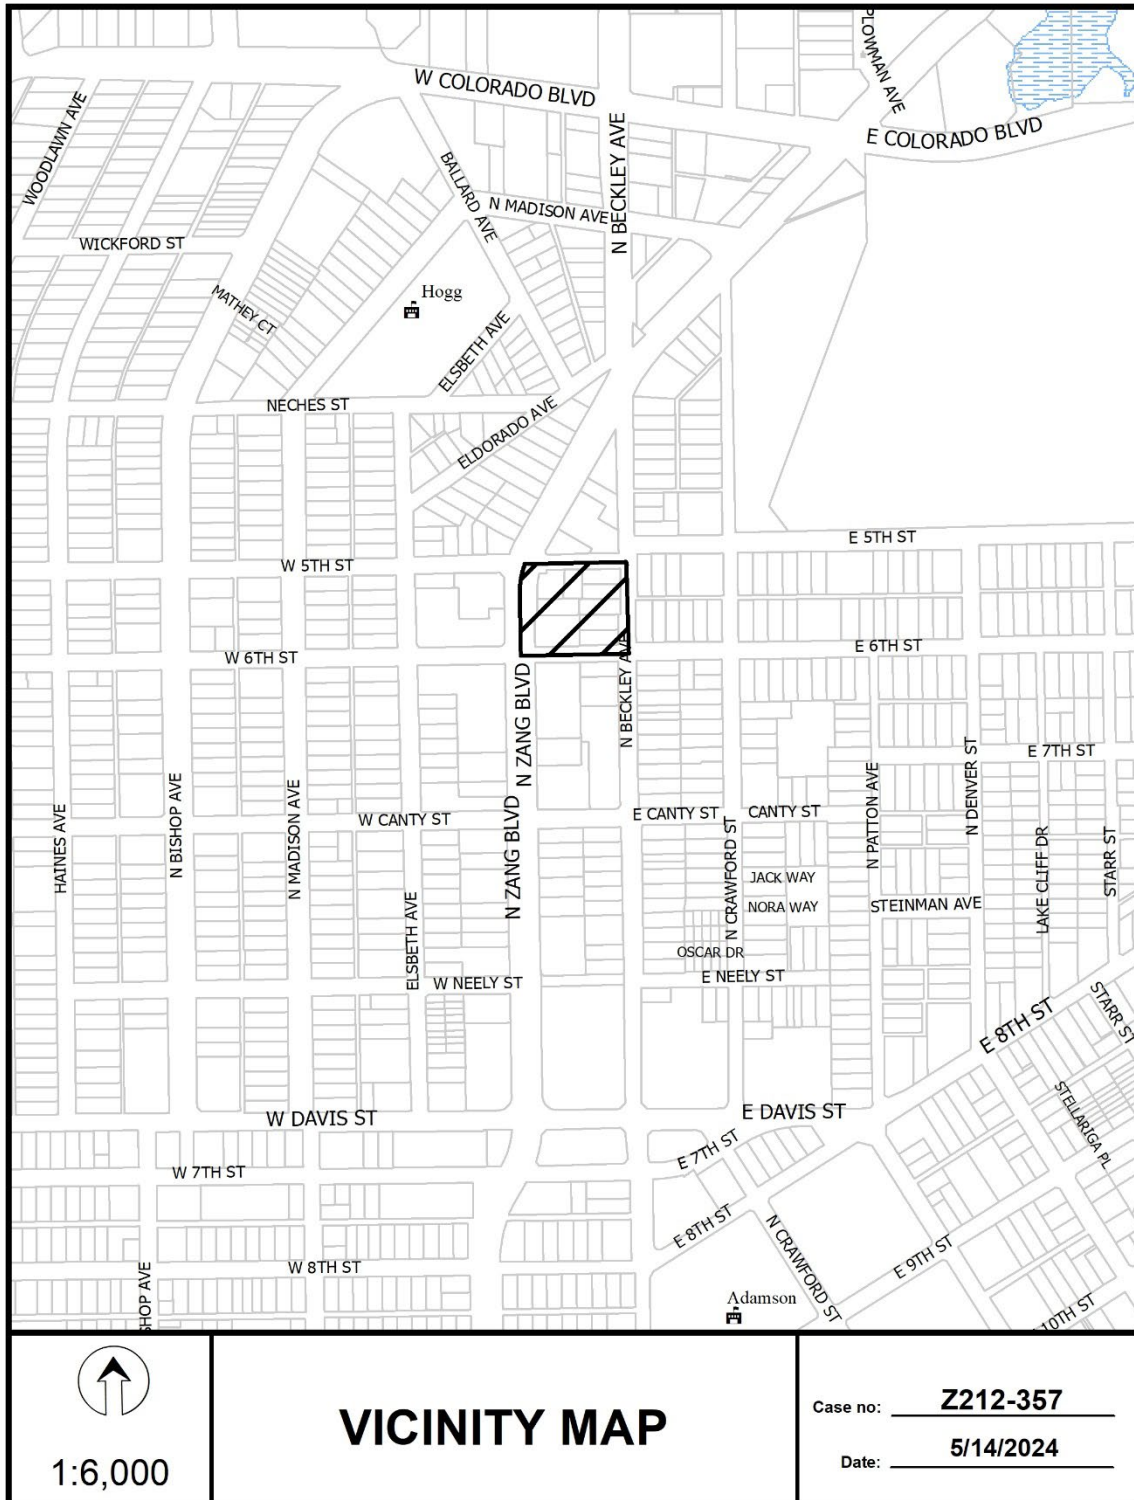 PLOWMAN AVE
W COLORADO BLVD
E COLORADO BLVD
WOODLAWN AVE
N BECKLEY AVE
BALLARD AVE
N MADISON AVE
WICKFORD ST
MATHEY CT
Hogg
ELSBETH AVE
NECHES ST
ELDORADO AVE
E 5TH ST
W 5TH ST
W 6TH ST
E 6TH ST
N ZANG BLVD
N BECKLEY AVE
E 7TH ST
N DENVER ST
N PATTON AVE
HAINES AVE
N BISHOP AVE
N MADISON AVE
W CANTY ST
N ZANG BLVD
E CANTY ST
CANTY ST
N CRAWFORD ST
LAKE CLIFF DR
STARR ST
JACK WAY
NORA WAY
STEINMAN AVE
ELSBETH AVE
OSCAR DR
W NEELY ST
E NEELY ST
E 8TH ST
STARR ST
W DAVIS ST
E DAVIS ST
STELLARIGA PL
E 7TH ST
W 7TH ST
E 8TH ST
N CRAWFORD ST
E 9TH ST
W 8TH ST
SHOP AVE
Adamson
10TH ST
1:6,000
VICINITY MAP
Case no: Z212-357
Date: 5/14/2024